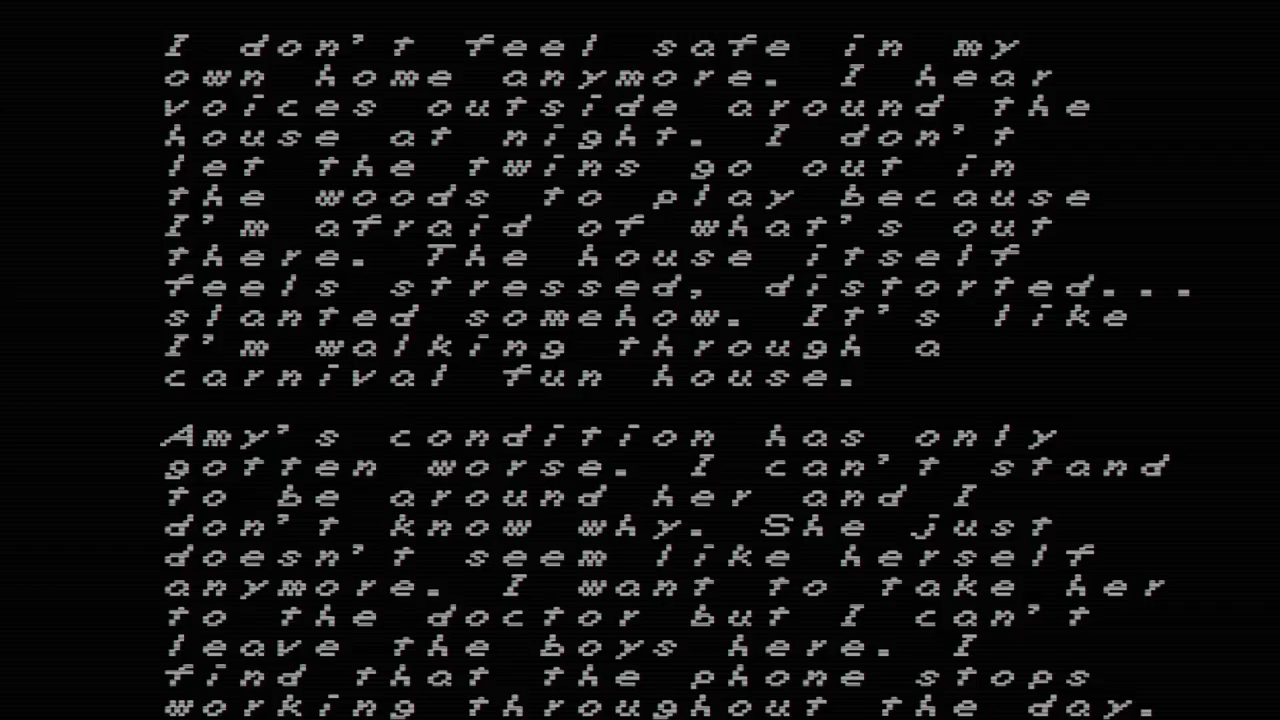 I don't feel safe in my
own home anymore. I hear
voices outside around the
house at night. I don't
let the twins go out in
the woods to play because
I'm afraid of what's out
there. The house itself
feels stressed, distorted...
slanted somehow. It's like
I'm walking through a
carnival fun house.
Amy's condition has only
gotten worse. I can't stand
to be around her and I
don't know why. She just
doesn't seem like herself
anymore. I want to take her
to the doctor but I can't
leave the boys here. I
find that the phone stops
working throughout the day.